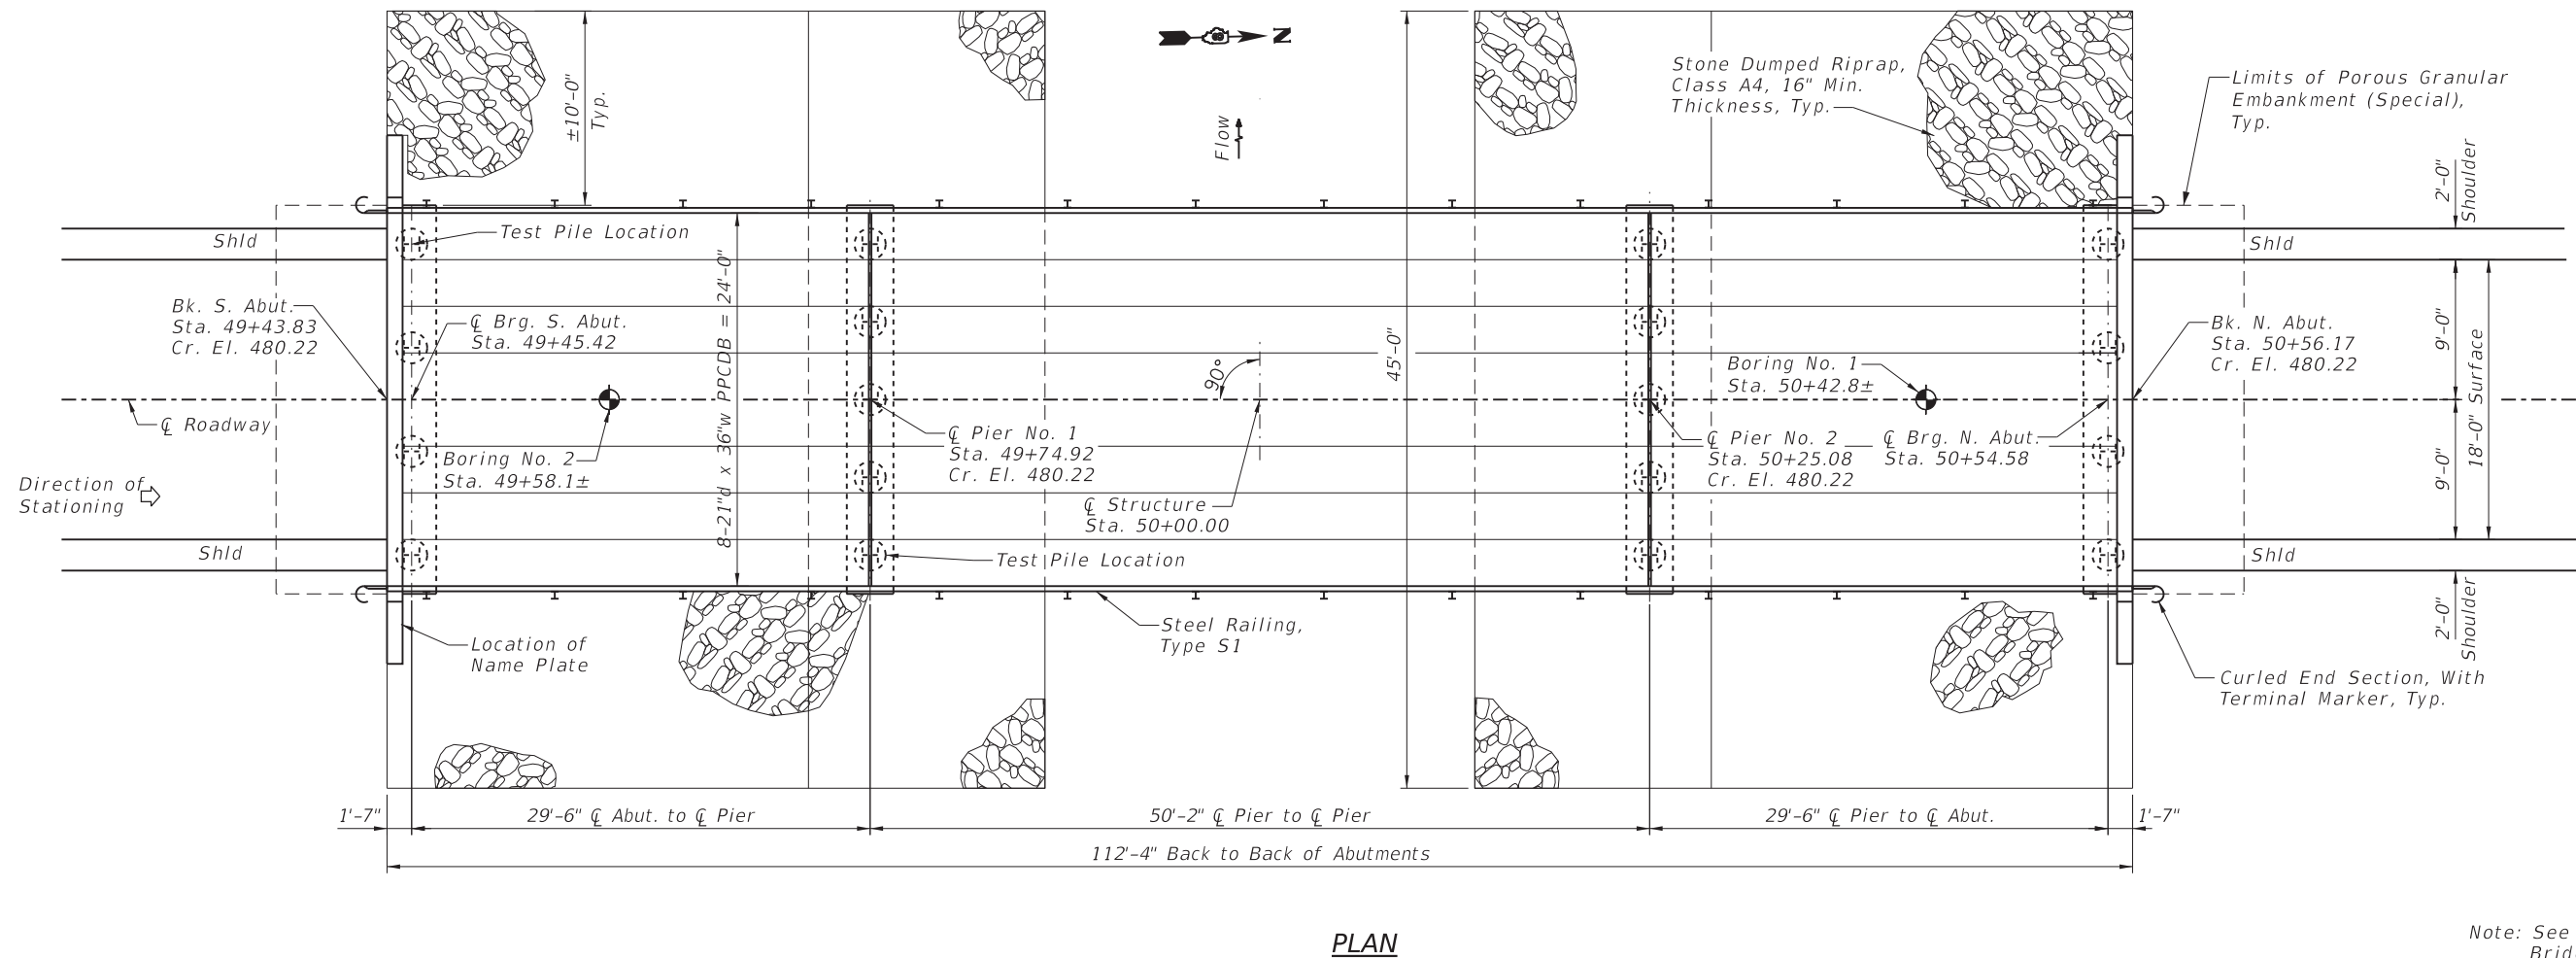 N
Stone Dumped Riprap,
Class A4, 16" Min.
Thickness, Typ.
Limits of Porous Granular
Embankment (Special),
Typ.
±10'-0"
Typ.
Flow
2'-0"
Shoulder
Shld
Test Pile Location
Shld
Bk. S. Abut.
Sta. 49+43.83
Cr. El. 480.22
℄ Brg. S. Abut.
Sta. 49+45.42
8-21"d x 36"w PPCDB = 24'-0"
45'-0"
90°
Boring No. 1
Sta. 50+42.8±
Bk. N. Abut.
Sta. 50+56.17
Cr. El. 480.22
9'-0"
18'-0" Surface
℄ Roadway
Boring No. 2
Sta. 49+58.1±
℄ Pier No. 1
Sta. 49+74.92
Cr. El. 480.22
℄ Pier No. 2
Sta. 50+25.08
Cr. El. 480.22
℄ Brg. N. Abut.
Sta. 50+54.58
9'-0"
Direction of
Stationing
℄ Structure
Sta. 50+00.00
Shld
Test Pile Location
Shld
2'-0"
Shoulder
Location of
Name Plate
Steel Railing,
Type S1
Curled End Section, With
Terminal Marker, Typ.
1'-7"
29'-6" ℄ Abut. to ℄ Pier
50'-2" ℄ Pier to ℄ Pier
29'-6" ℄ Pier to ℄ Abut.
1'-7"
112'-4" Back to Back of Abutments
PLAN
Note: See
Brid